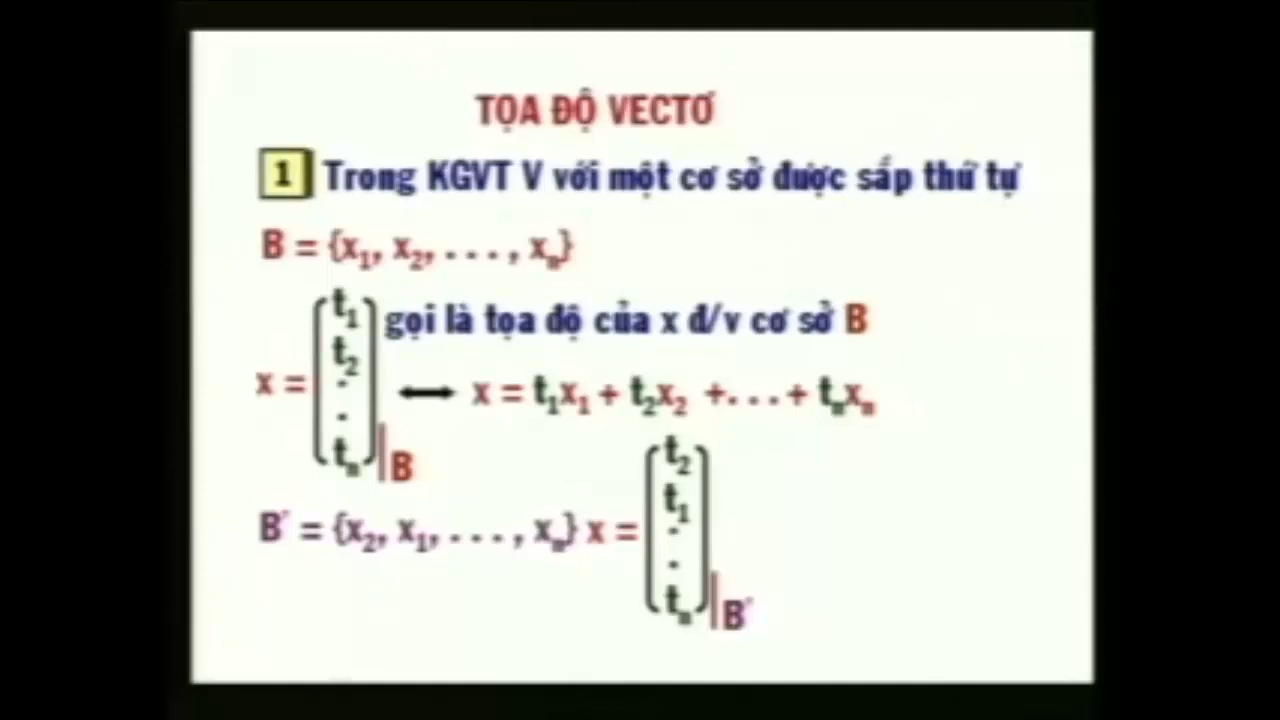 TỌA ĐỘ VECTƠ
1 Trong KGVT V với một cơ sở được sắp thứ tự
B = {x₁, x₂, . . . , xₙ}
x = (t₁ t₂ . . tₙ)|B gọi là tọa độ của x đ/v cơ sở B
⟷ x = t₁x₁ + t₂x₂ +. . .+ tₙxₙ
B' = {x₂, x₁, . . . , xₙ} x = (t₂ t₁ . . tₙ)|B'